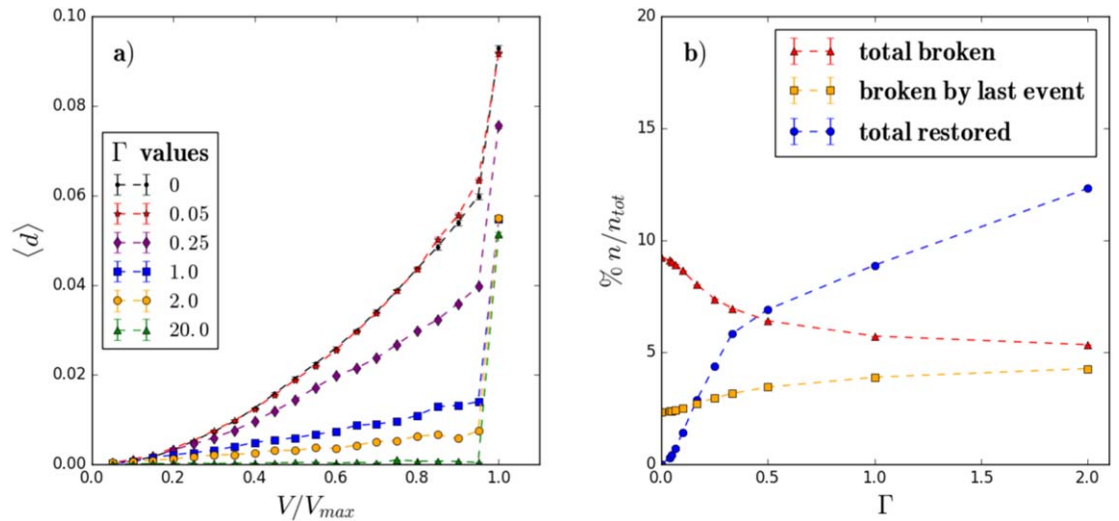 a)
0.10
0.08
0.06
0.04
0.02
0.00
⟨d⟩
Γ values
0
0.05
0.25
1.0
2.0
20.0
0.0 0.2 0.4 0.6 0.8 1.0
V/Vmax
b)
20
15
10
5
0
% n/ntot
total broken
broken by last event
total restored
0.0 0.5 1.0 1.5 2.0
Γ